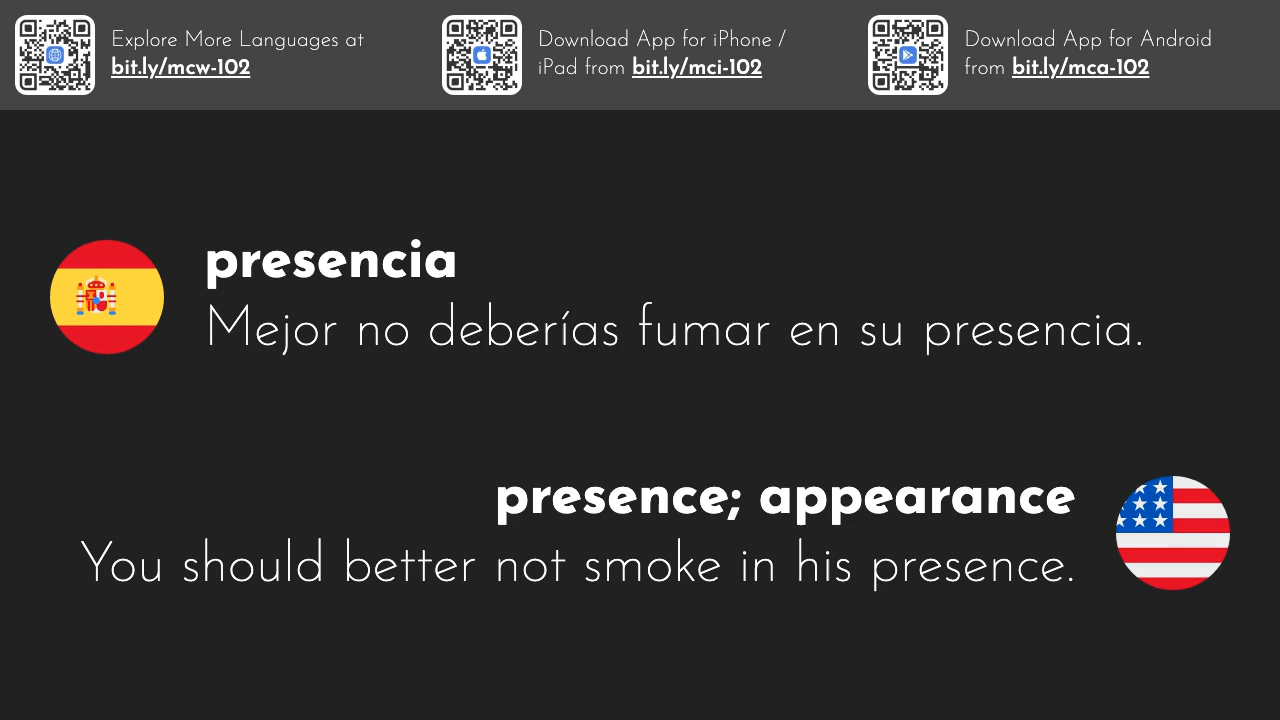 Explore More Languages at
bit.ly/mcw-102
Download App for iPhone /
iPad from bit.ly/mci-102
Download App for Android
from bit.ly/mca-102
presencia
Mejor no deberías fumar en su presencia.
presence; appearance
You should better not smoke in his presence.